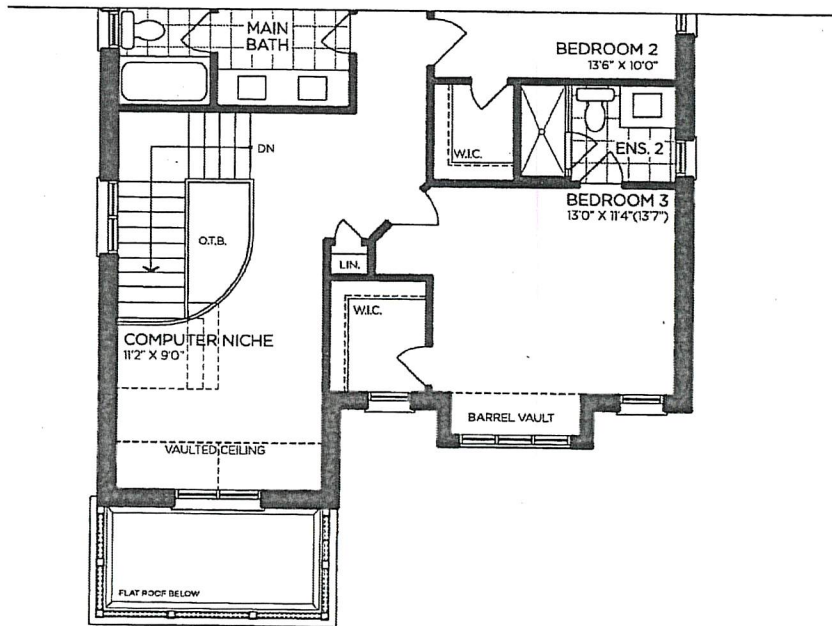 MAIN
BATH
BEDROOM 2
13'6" X 10'0"
DN
W.I.C.
ENS. 2
BEDROOM 3
13'0" X 11'4"(13'7")
O.T.B.
LIN.
W.I.C.
COMPUTER NICHE
11'2" X 9'0"
BARREL VAULT
VAULTED CEILING
FLAT ROOF BELOW